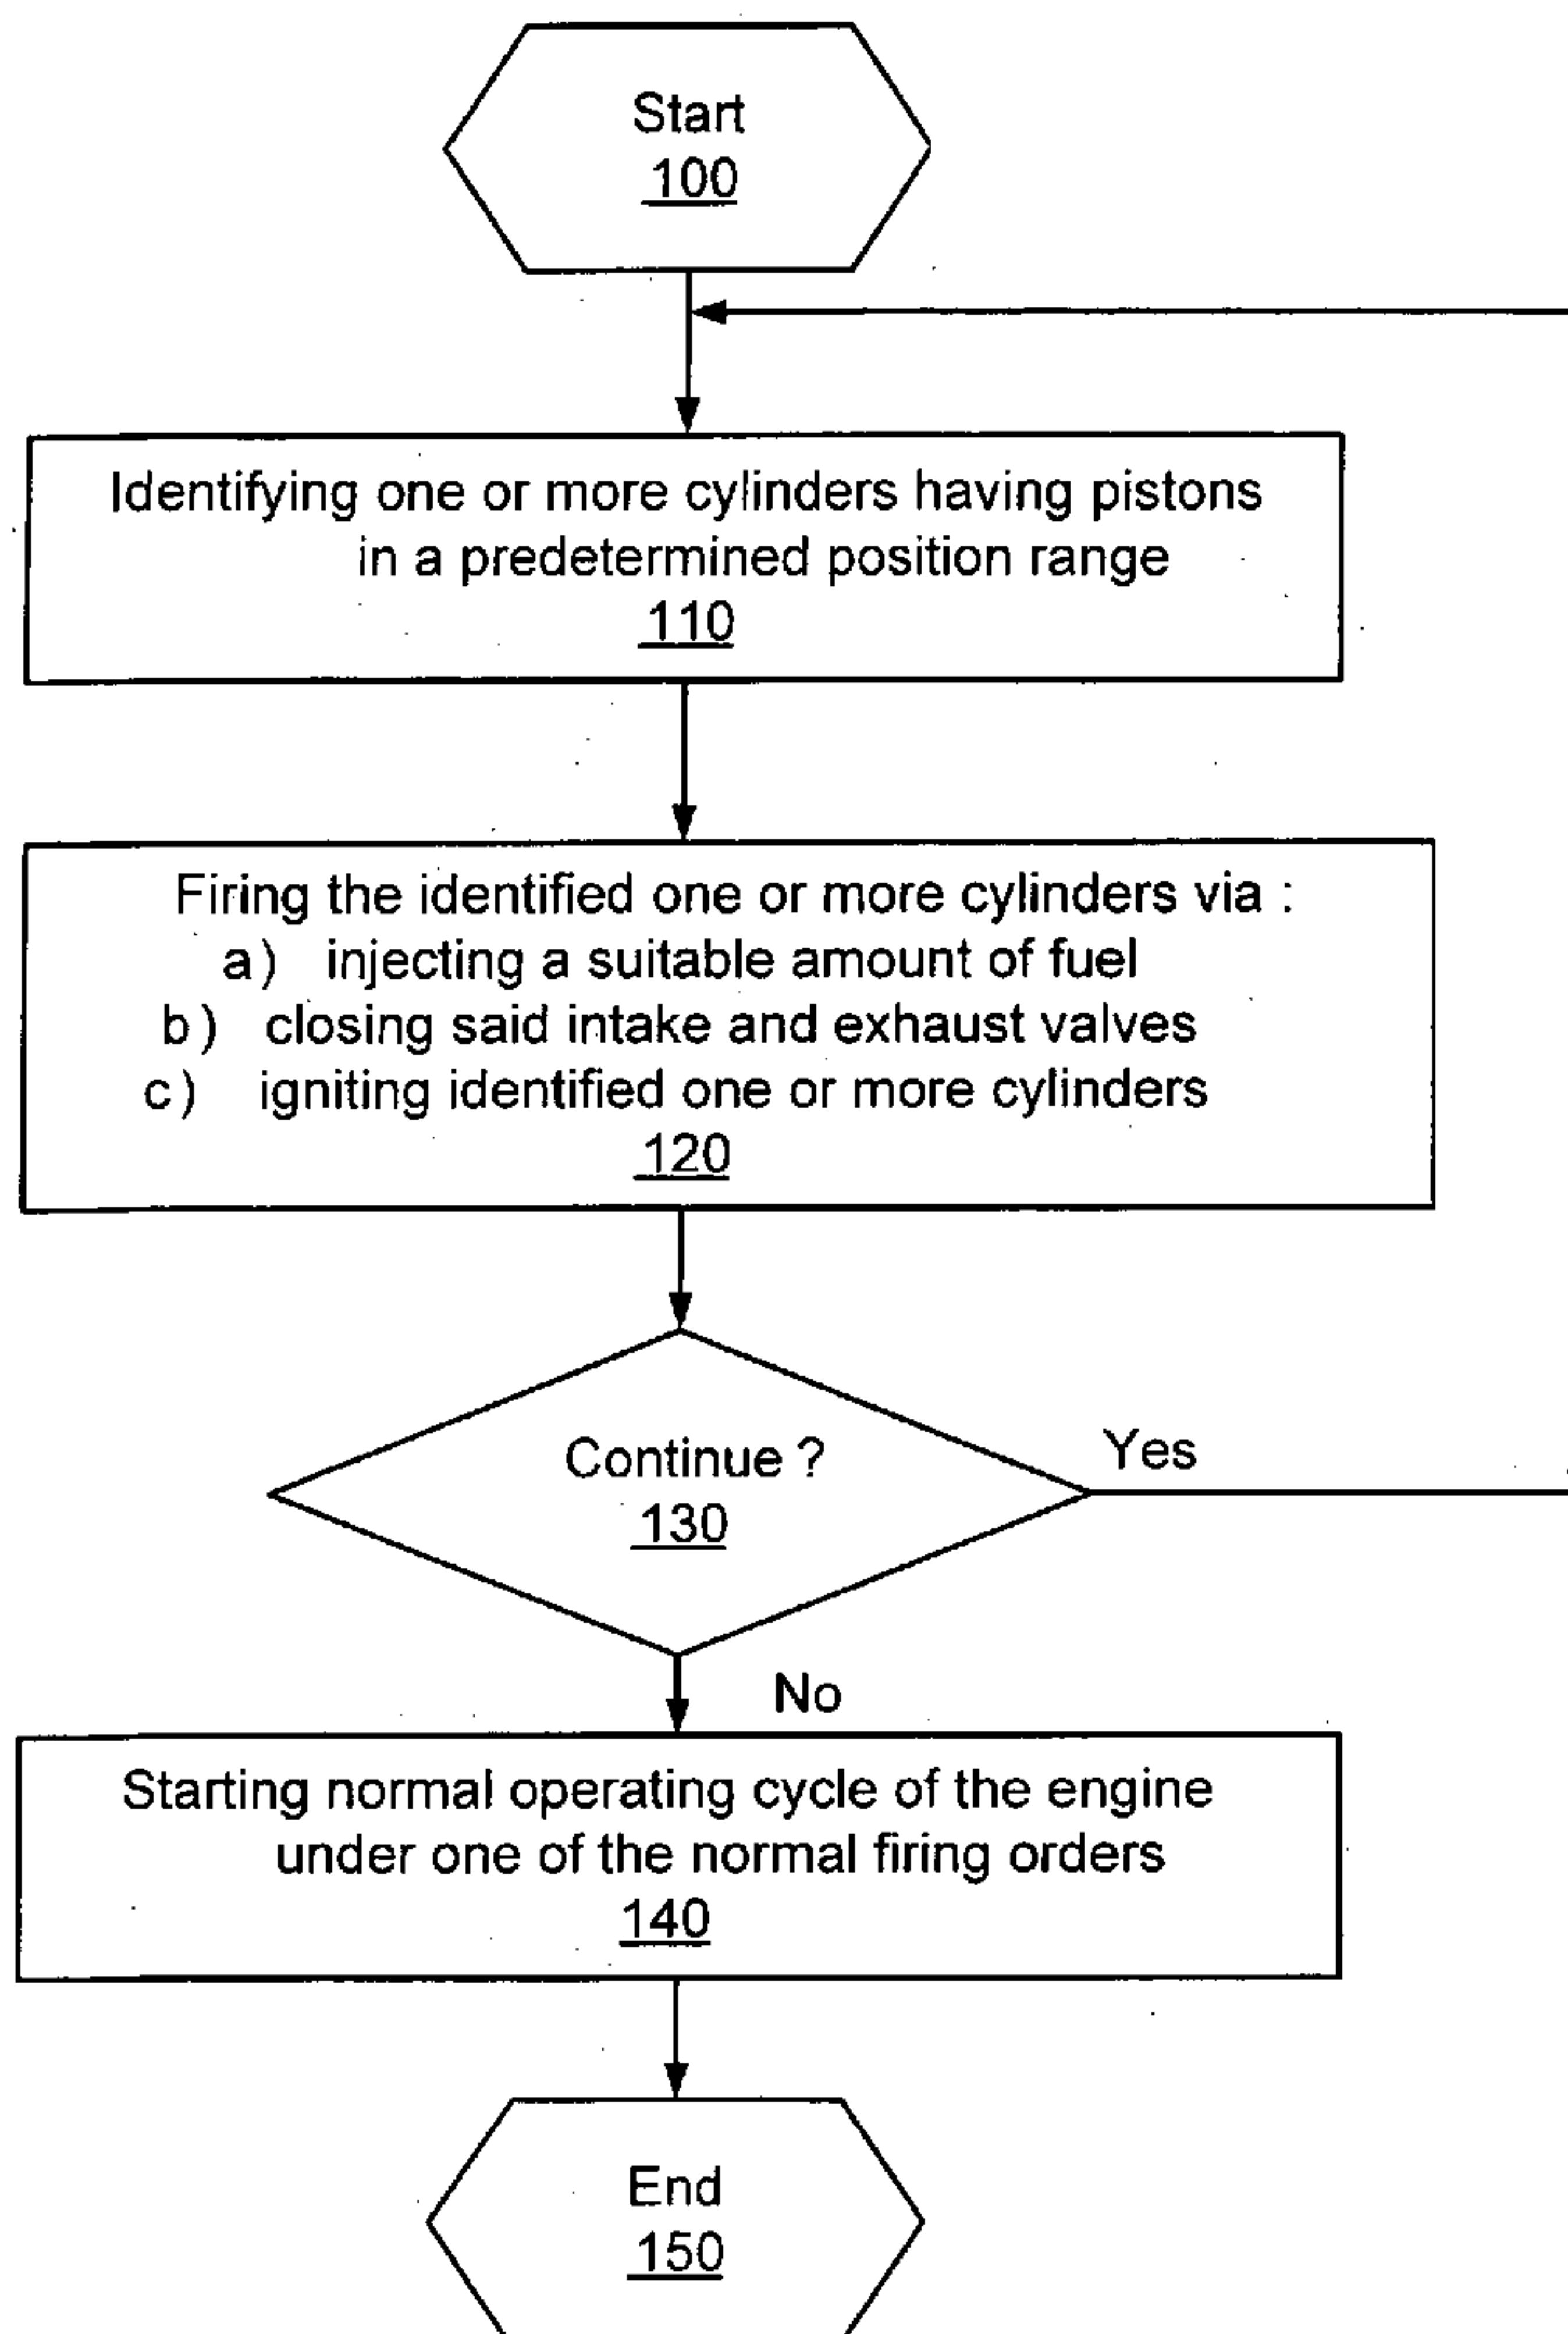 Start
100
Identifying one or more cylinders having pistons
in a predetermined position range
110
Firing the identified one or more cylinders via :
a) injecting a suitable amount of fuel
b) closing said intake and exhaust valves
c) igniting identified one or more cylinders
120
Continue ?
130
Yes
No
Starting normal operating cycle of the engine
under one of the normal firing orders
140
End
150